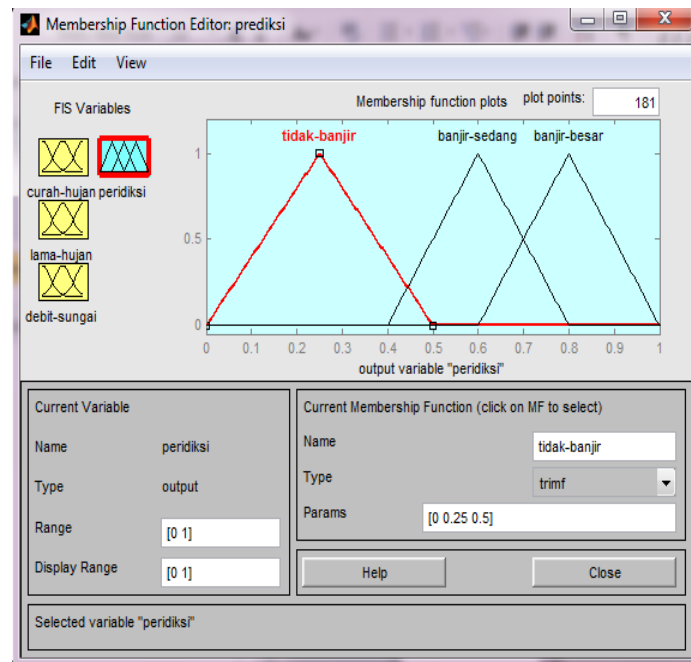 Membership Function Editor: prediksi
File Edit View
FIS Variables
curah-hujan
peridiksi
lama-hujan
debit-sungai
Membership function plots
plot points:
181
tidak-banjir
banjir-sedang
banjir-besar
1
0.5
0
0 0.1 0.2 0.3 0.4 0.5 0.6 0.7 0.8 0.9 1
output variable "peridiksi"
Current Variable
Name peridiksi
Type output
Range [0 1]
Display Range [0 1]
Current Membership Function (click on MF to select)
Name tidak-banjir
Type trimf
Params [0 0.25 0.5]
Help
Close
Selected variable "peridiksi"